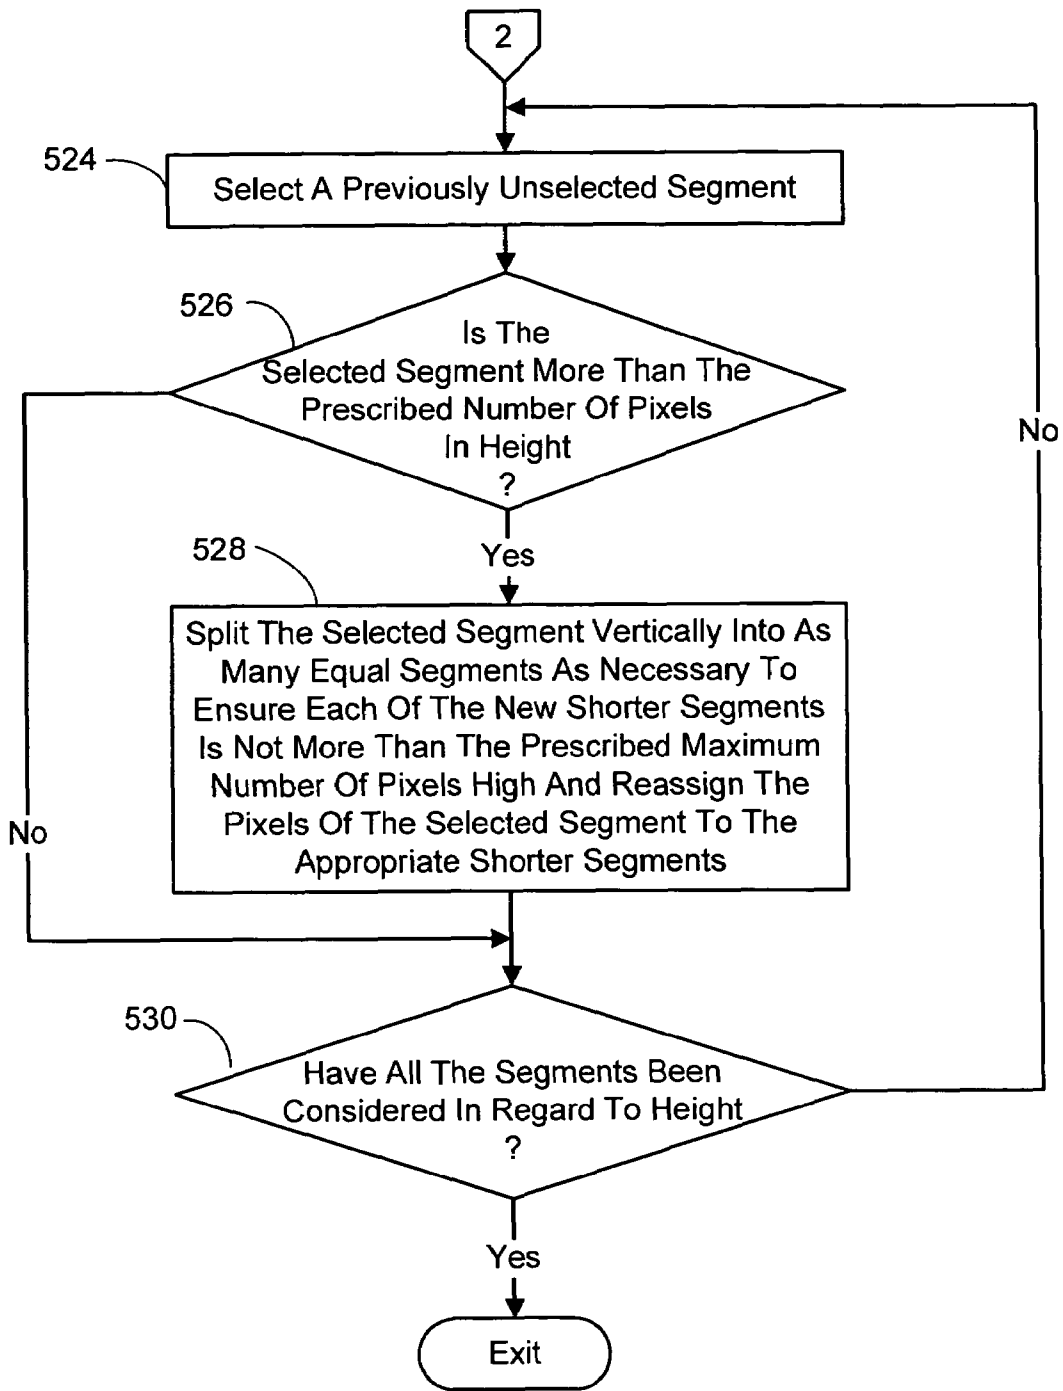 2
524
Select A Previously Unselected Segment
526
Is The
Selected Segment More Than The
Prescribed Number Of Pixels
In Height
?
No
Yes
528
Split The Selected Segment Vertically Into As
Many Equal Segments As Necessary To
Ensure Each Of The New Shorter Segments
Is Not More Than The Prescribed Maximum
Number Of Pixels High And Reassign The
Pixels Of The Selected Segment To The
Appropriate Shorter Segments
No
530
Have All The Segments Been
Considered In Regard To Height
?
Yes
Exit